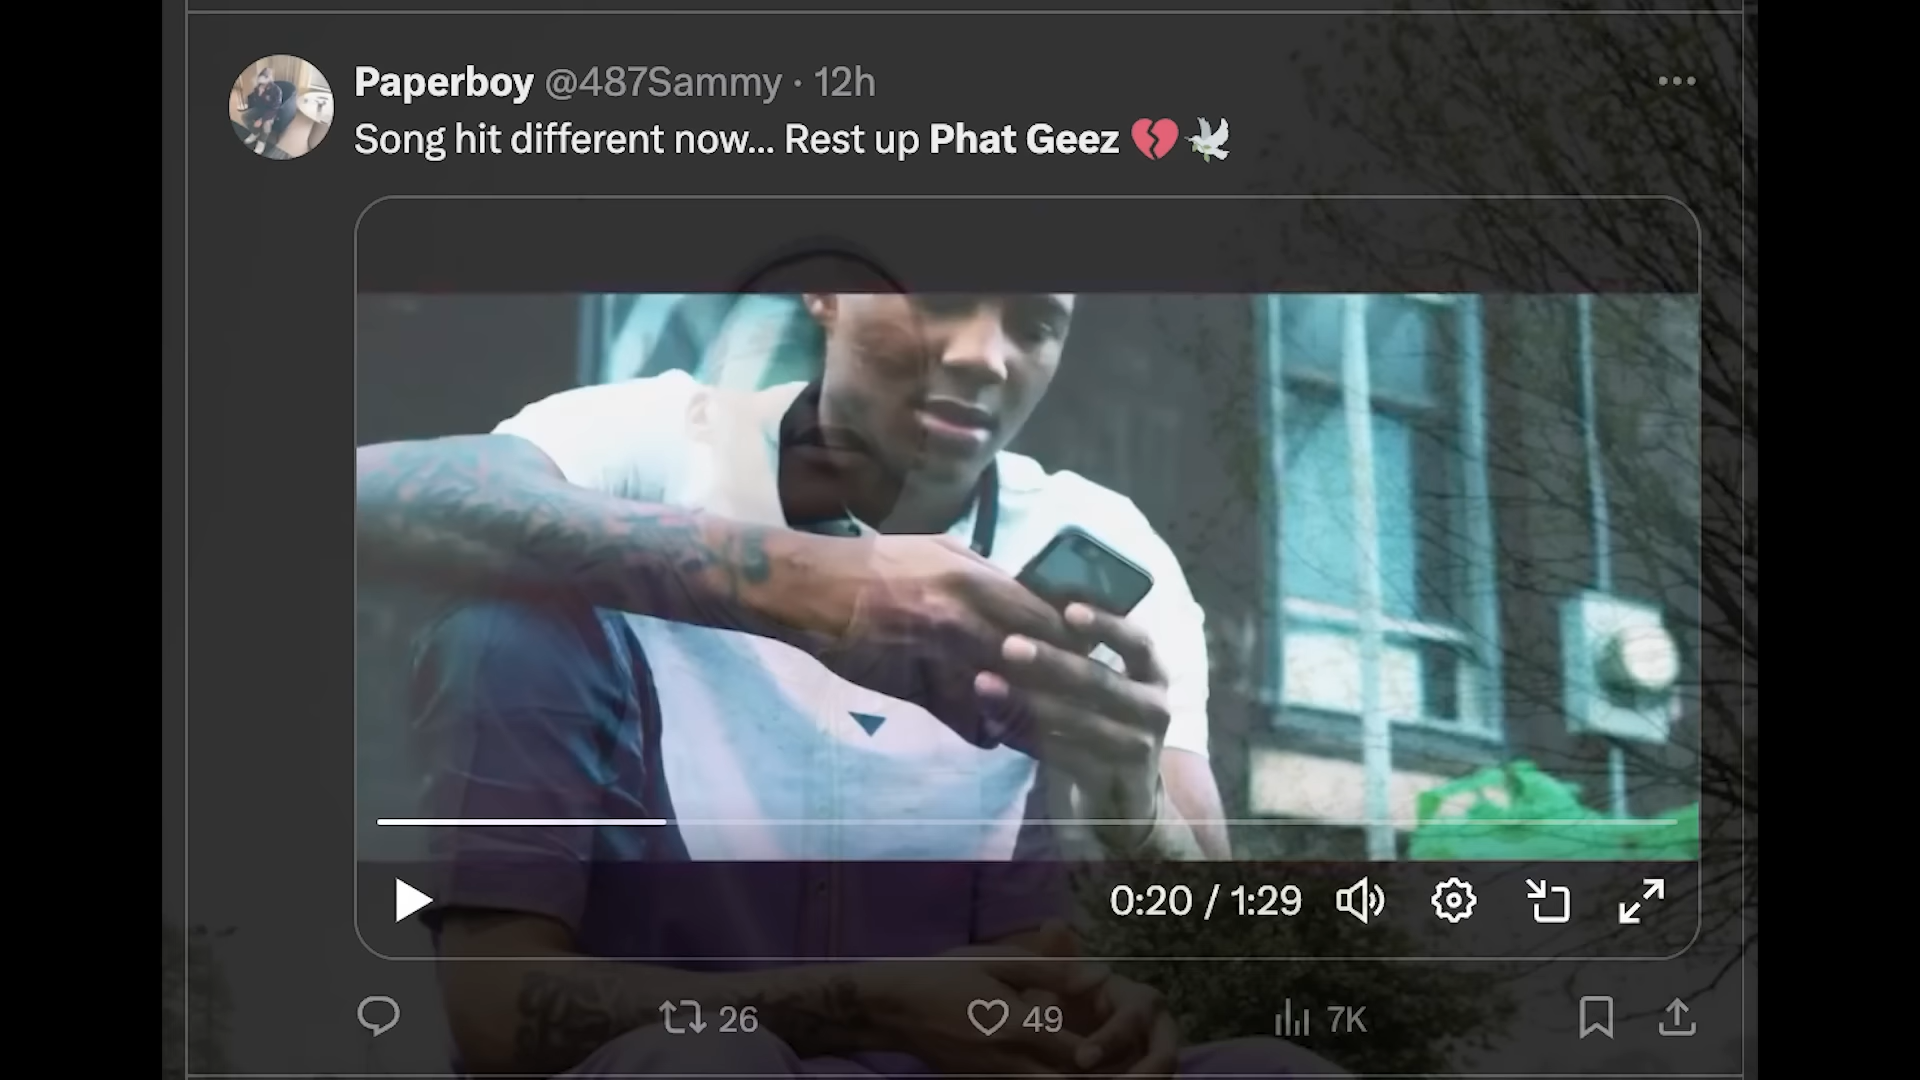 Paperboy @487Sammy · 12h
Song hit different now... Rest up Phat Geez 💔🕊️
0:20 / 1:29
26 49 7K